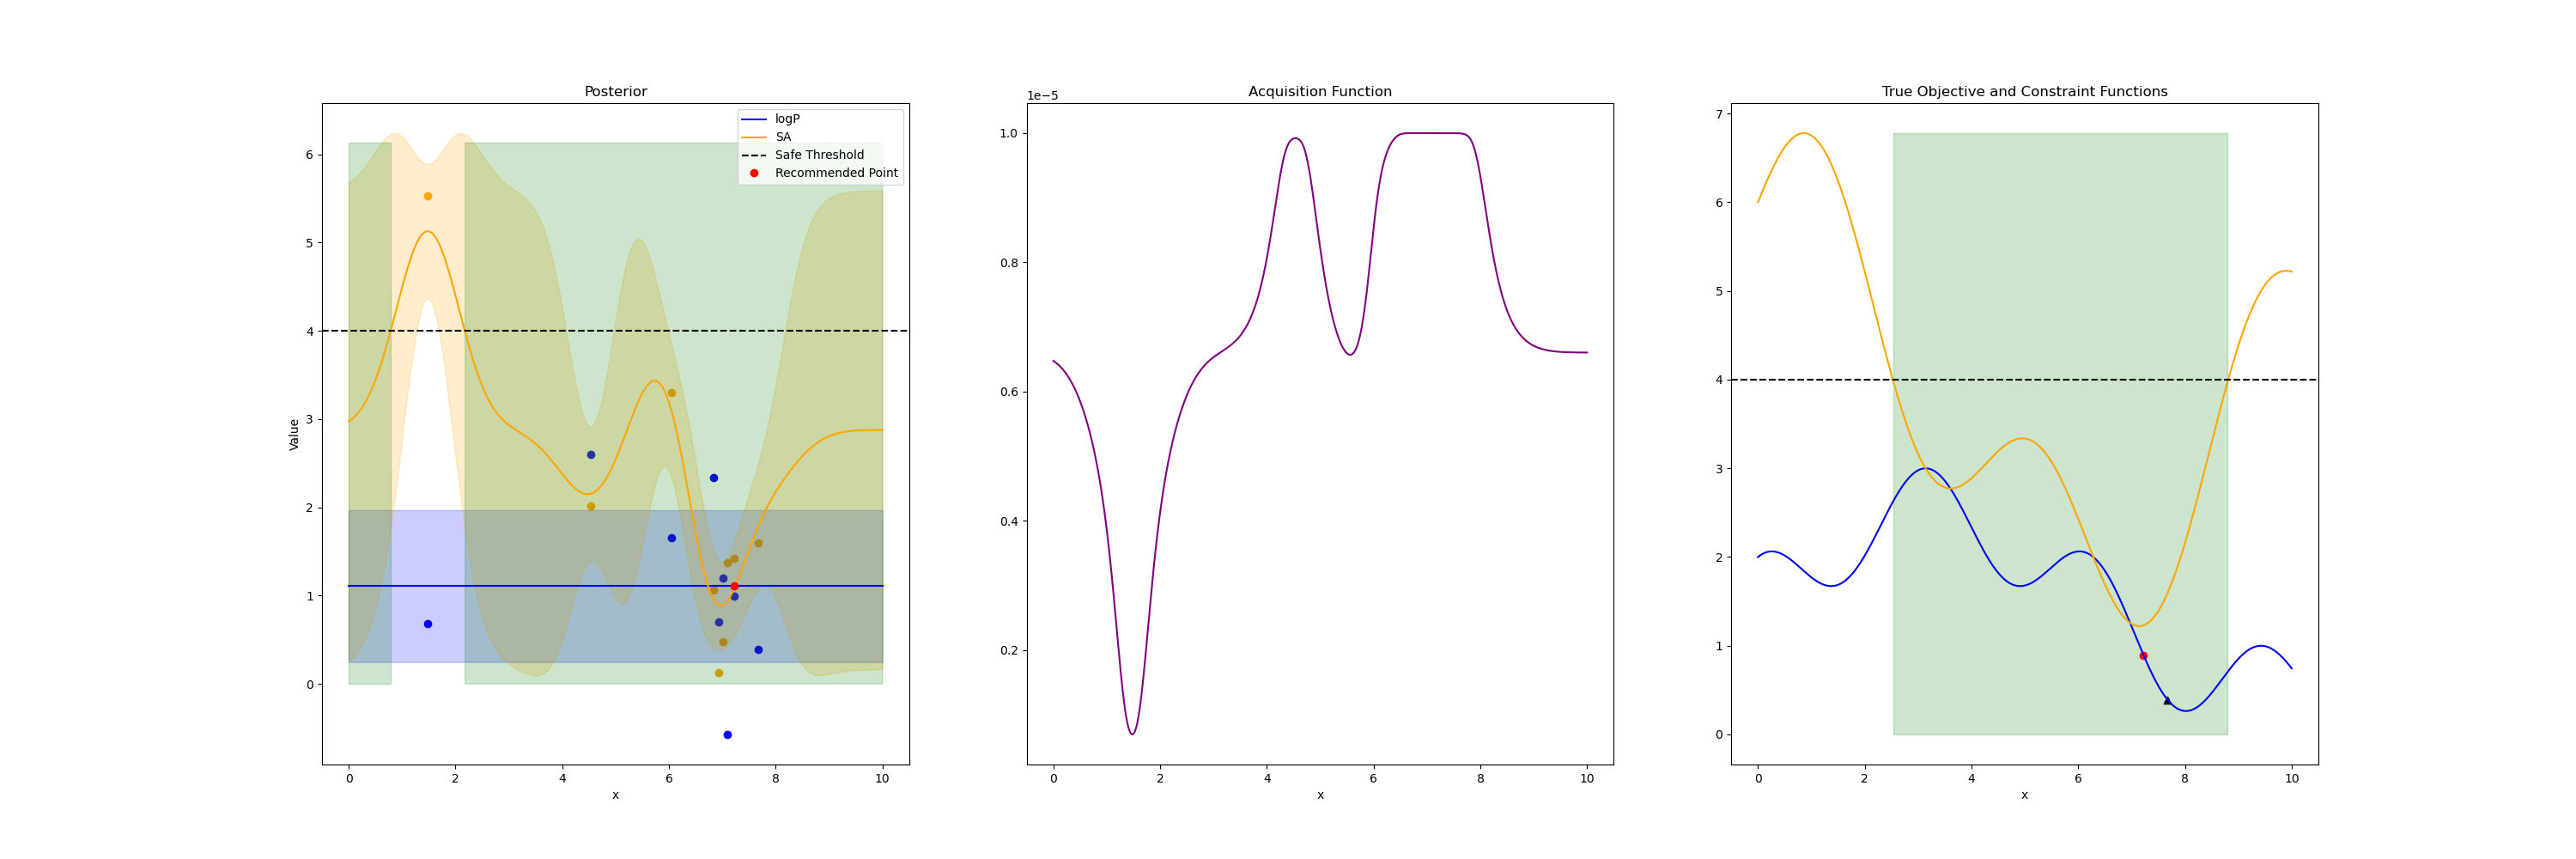 Posterior
logP
SA
Safe Threshold
Recommended Point
Value
6
5
4
3
2
1
0
0 2 4 6 8 10
x
Acquisition Function
1e−5
1.0
0.8
0.6
0.4
0.2
0 2 4 6 8 10
x
True Objective and Constraint Functions
7
6
5
4
3
2
1
0
0 2 4 6 8 10
x